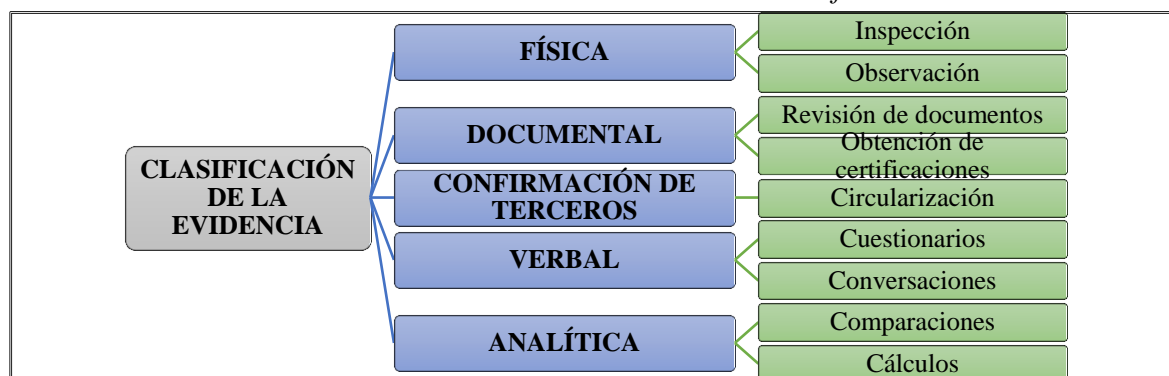 CLASIFICACIÓN
DE LA
EVIDENCIA
FÍSICA
Inspección
Observación
DOCUMENTAL
Revisión de documentos
Obtención de
certificaciones
CONFIRMACIÓN DE
TERCEROS
Circularización
VERBAL
Cuestionarios
Conversaciones
ANALÍTICA
Comparaciones
Cálculos